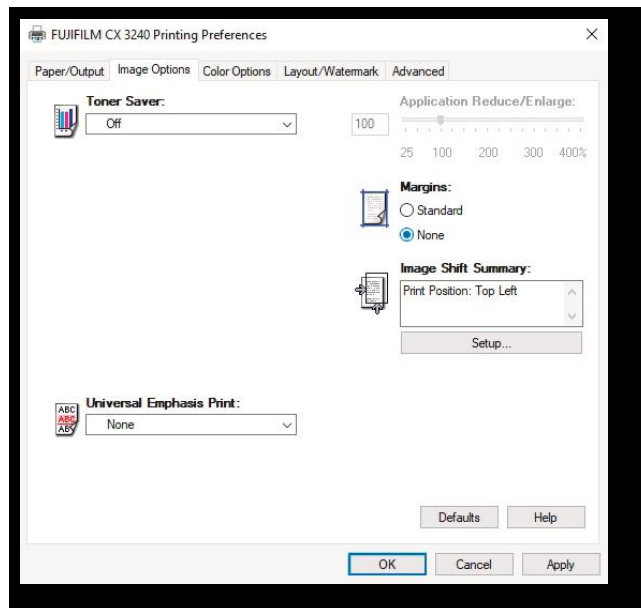 FUJIFILM CX 3240 Printing Preferences
Paper/Output Image Options Color Options Layout/Watermark Advanced
Toner Saver:
Off
Application Reduce/Enlarge:
100
25 100 200 300 400%
Margins:
Standard
None
Image Shift Summary:
Print Position: Top Left
Setup...
ABC
ABC
ABC
Universal Emphasis Print:
None
Defaults Help
OK Cancel Apply